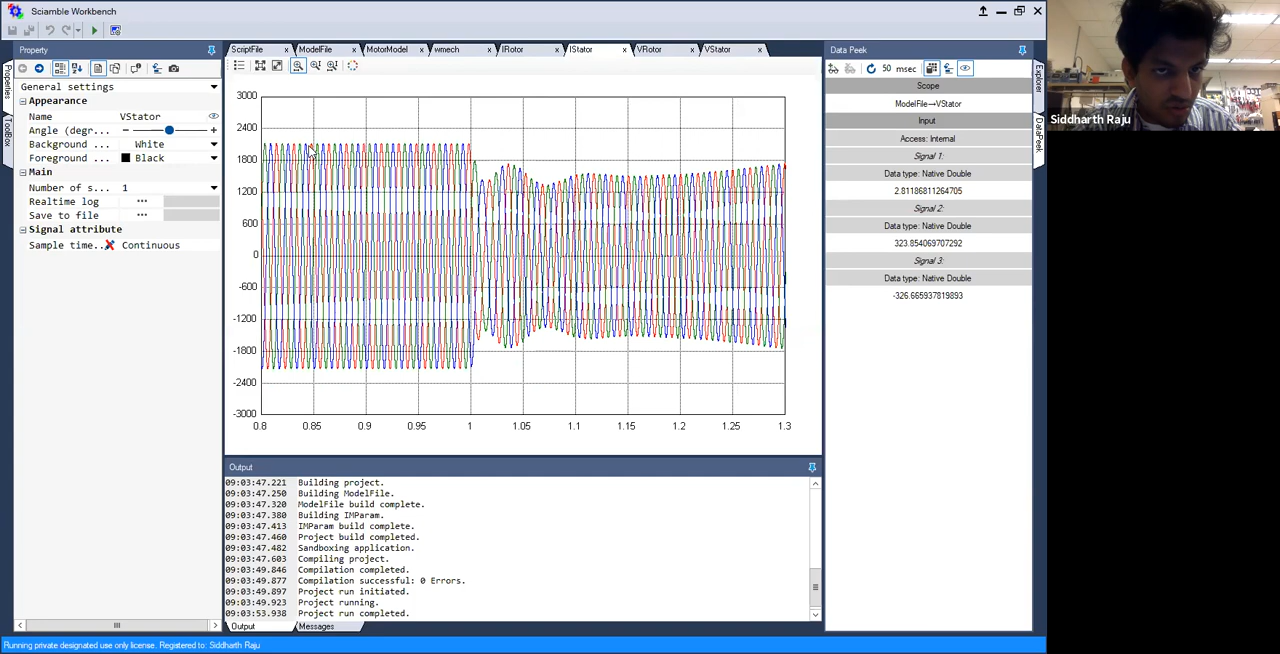 Sciamble Workbench
Property
General settings
Appearance
Name VStator
Angle (degr...
Background ... White
Foreground ... Black
Main
Number of s... 1
Realtime log ...
Save to file ...
Signal attribute
Sample time... Continuous
Properties
ToolBox
ScriptFile x ModelFile x MotorModel x wmech x IRotor x IStator x VRotor x VStator x
3000
2400
1800
1200
600
0
-600
-1200
-1800
-2400
-3000
0.8 0.85 0.9 0.95 1 1.05 1.1 1.15 1.2 1.25 1.3
Output
09:03:47.221 Building project.
09:03:47.250 Building ModelFile.
09:03:47.320 ModelFile build complete.
09:03:47.380 Building IMParam.
09:03:47.413 IMParam build complete.
09:03:47.460 Project build completed.
09:03:47.482 Sandboxing application.
09:03:47.603 Compiling project.
09:03:49.846 Compilation completed.
09:03:49.877 Compilation successful: 0 Errors.
09:03:49.897 Project run initiated.
09:03:49.923 Project running.
09:03:53.938 Project run completed.
Output Messages
Data Peek
50 msec
Scope
ModelFile→VStator
Input
Access: Internal
Signal 1:
Data type: Native Double
2.81186811264705
Signal 2:
Data type: Native Double
323.854069707292
Signal 3:
Data type: Native Double
-326.665937819893
Explorer
DataPeek
Siddharth Raju
Running private designated use only license. Registered to: Siddharth Raju